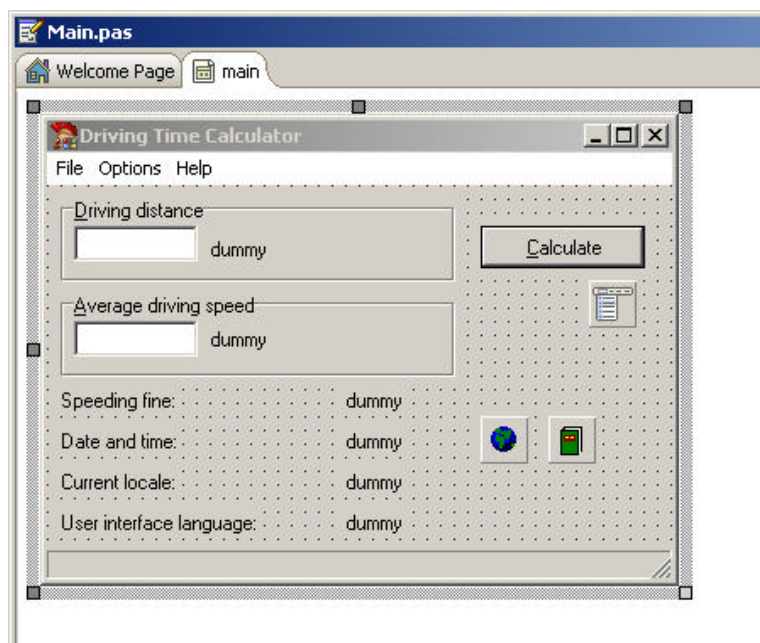 Main.pas
Welcome Page main
Driving Time Calculator
File Options Help
Driving distance
dummy
Calculate
Average driving speed
dummy
Speeding fine: dummy
Date and time: dummy
Current locale: dummy
User interface language: dummy